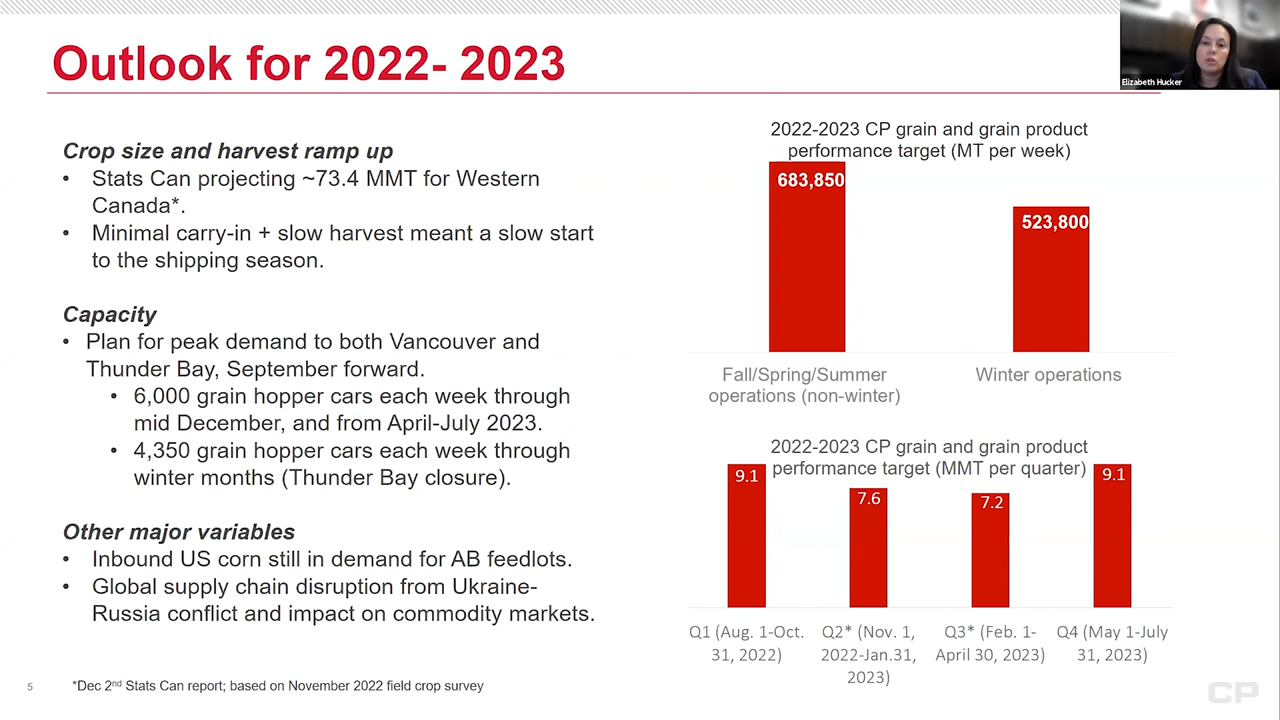 Outlook for 2022- 2023
Elizabeth Hucker
Crop size and harvest ramp up
• Stats Can projecting ~73.4 MMT for Western
Canada*.
• Minimal carry-in + slow harvest meant a slow start
to the shipping season.
Capacity
• Plan for peak demand to both Vancouver and
Thunder Bay, September forward.
• 6,000 grain hopper cars each week through
mid December, and from April-July 2023.
• 4,350 grain hopper cars each week through
winter months (Thunder Bay closure).
Other major variables
• Inbound US corn still in demand for AB feedlots.
• Global supply chain disruption from Ukraine-
Russia conflict and impact on commodity markets.
2022-2023 CP grain and grain product
performance target (MT per week)
683,850
523,800
Fall/Spring/Summer
operations (non-winter)
Winter operations
2022-2023 CP grain and grain product
performance target (MMT per quarter)
9.1
7.6
7.2
9.1
Q1 (Aug. 1-Oct.
31, 2022)
Q2* (Nov. 1,
2022-Jan.31,
2023)
Q3* (Feb. 1-
April 30, 2023)
Q4 (May 1-July
31, 2023)
5
*Dec 2nd Stats Can report; based on November 2022 field crop survey
CP